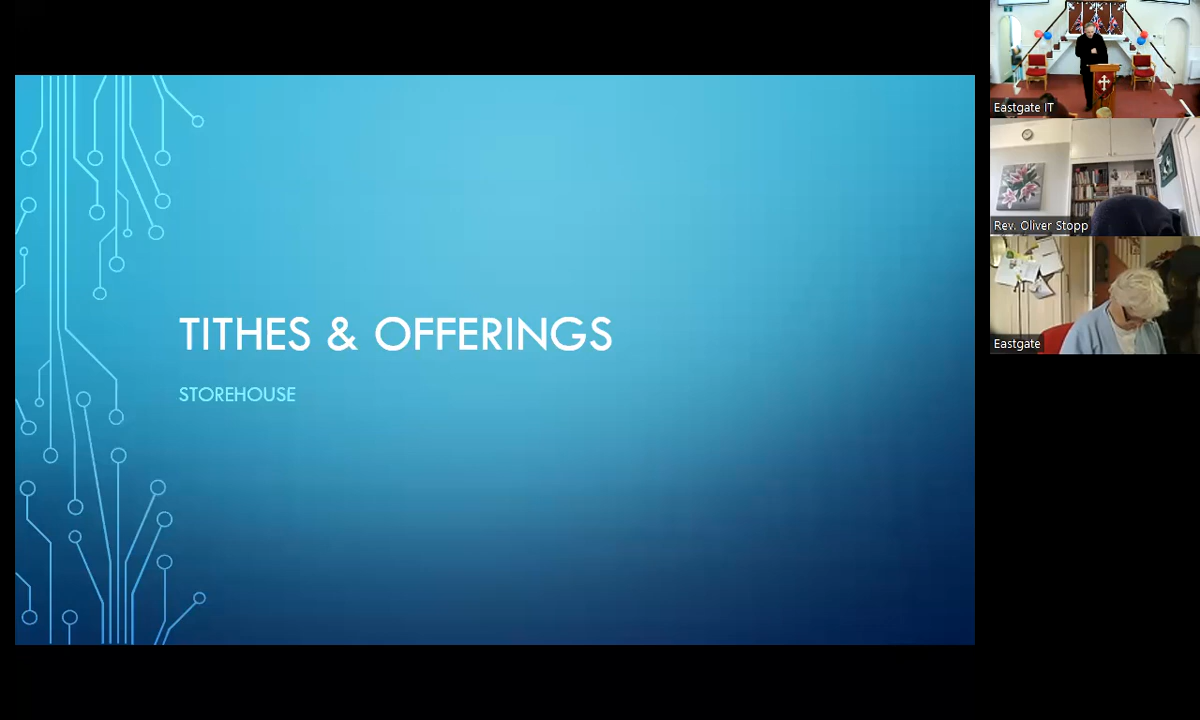 TITHES & OFFERINGS
STOREHOUSE
Eastgate IT
Rev. Oliver Stopp
Eastgate